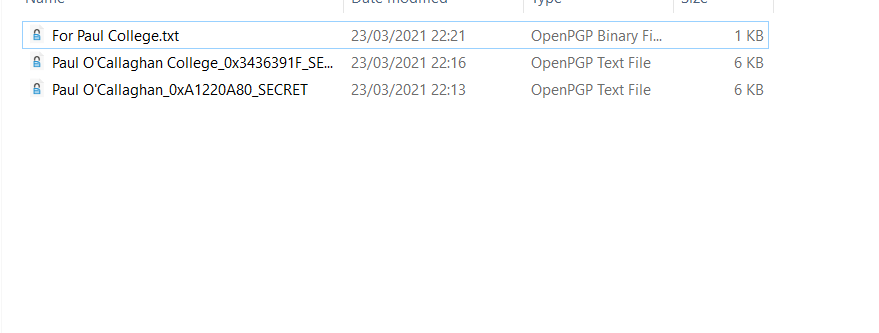 Name Date modified Type Size
For Paul College.txt 23/03/2021 22:21 OpenPGP Binary Fi... 1 KB
Paul O'Callaghan College_0x3436391F_SE... 23/03/2021 22:16 OpenPGP Text File 6 KB
Paul O'Callaghan_0xA1220A80_SECRET 23/03/2021 22:13 OpenPGP Text File 6 KB